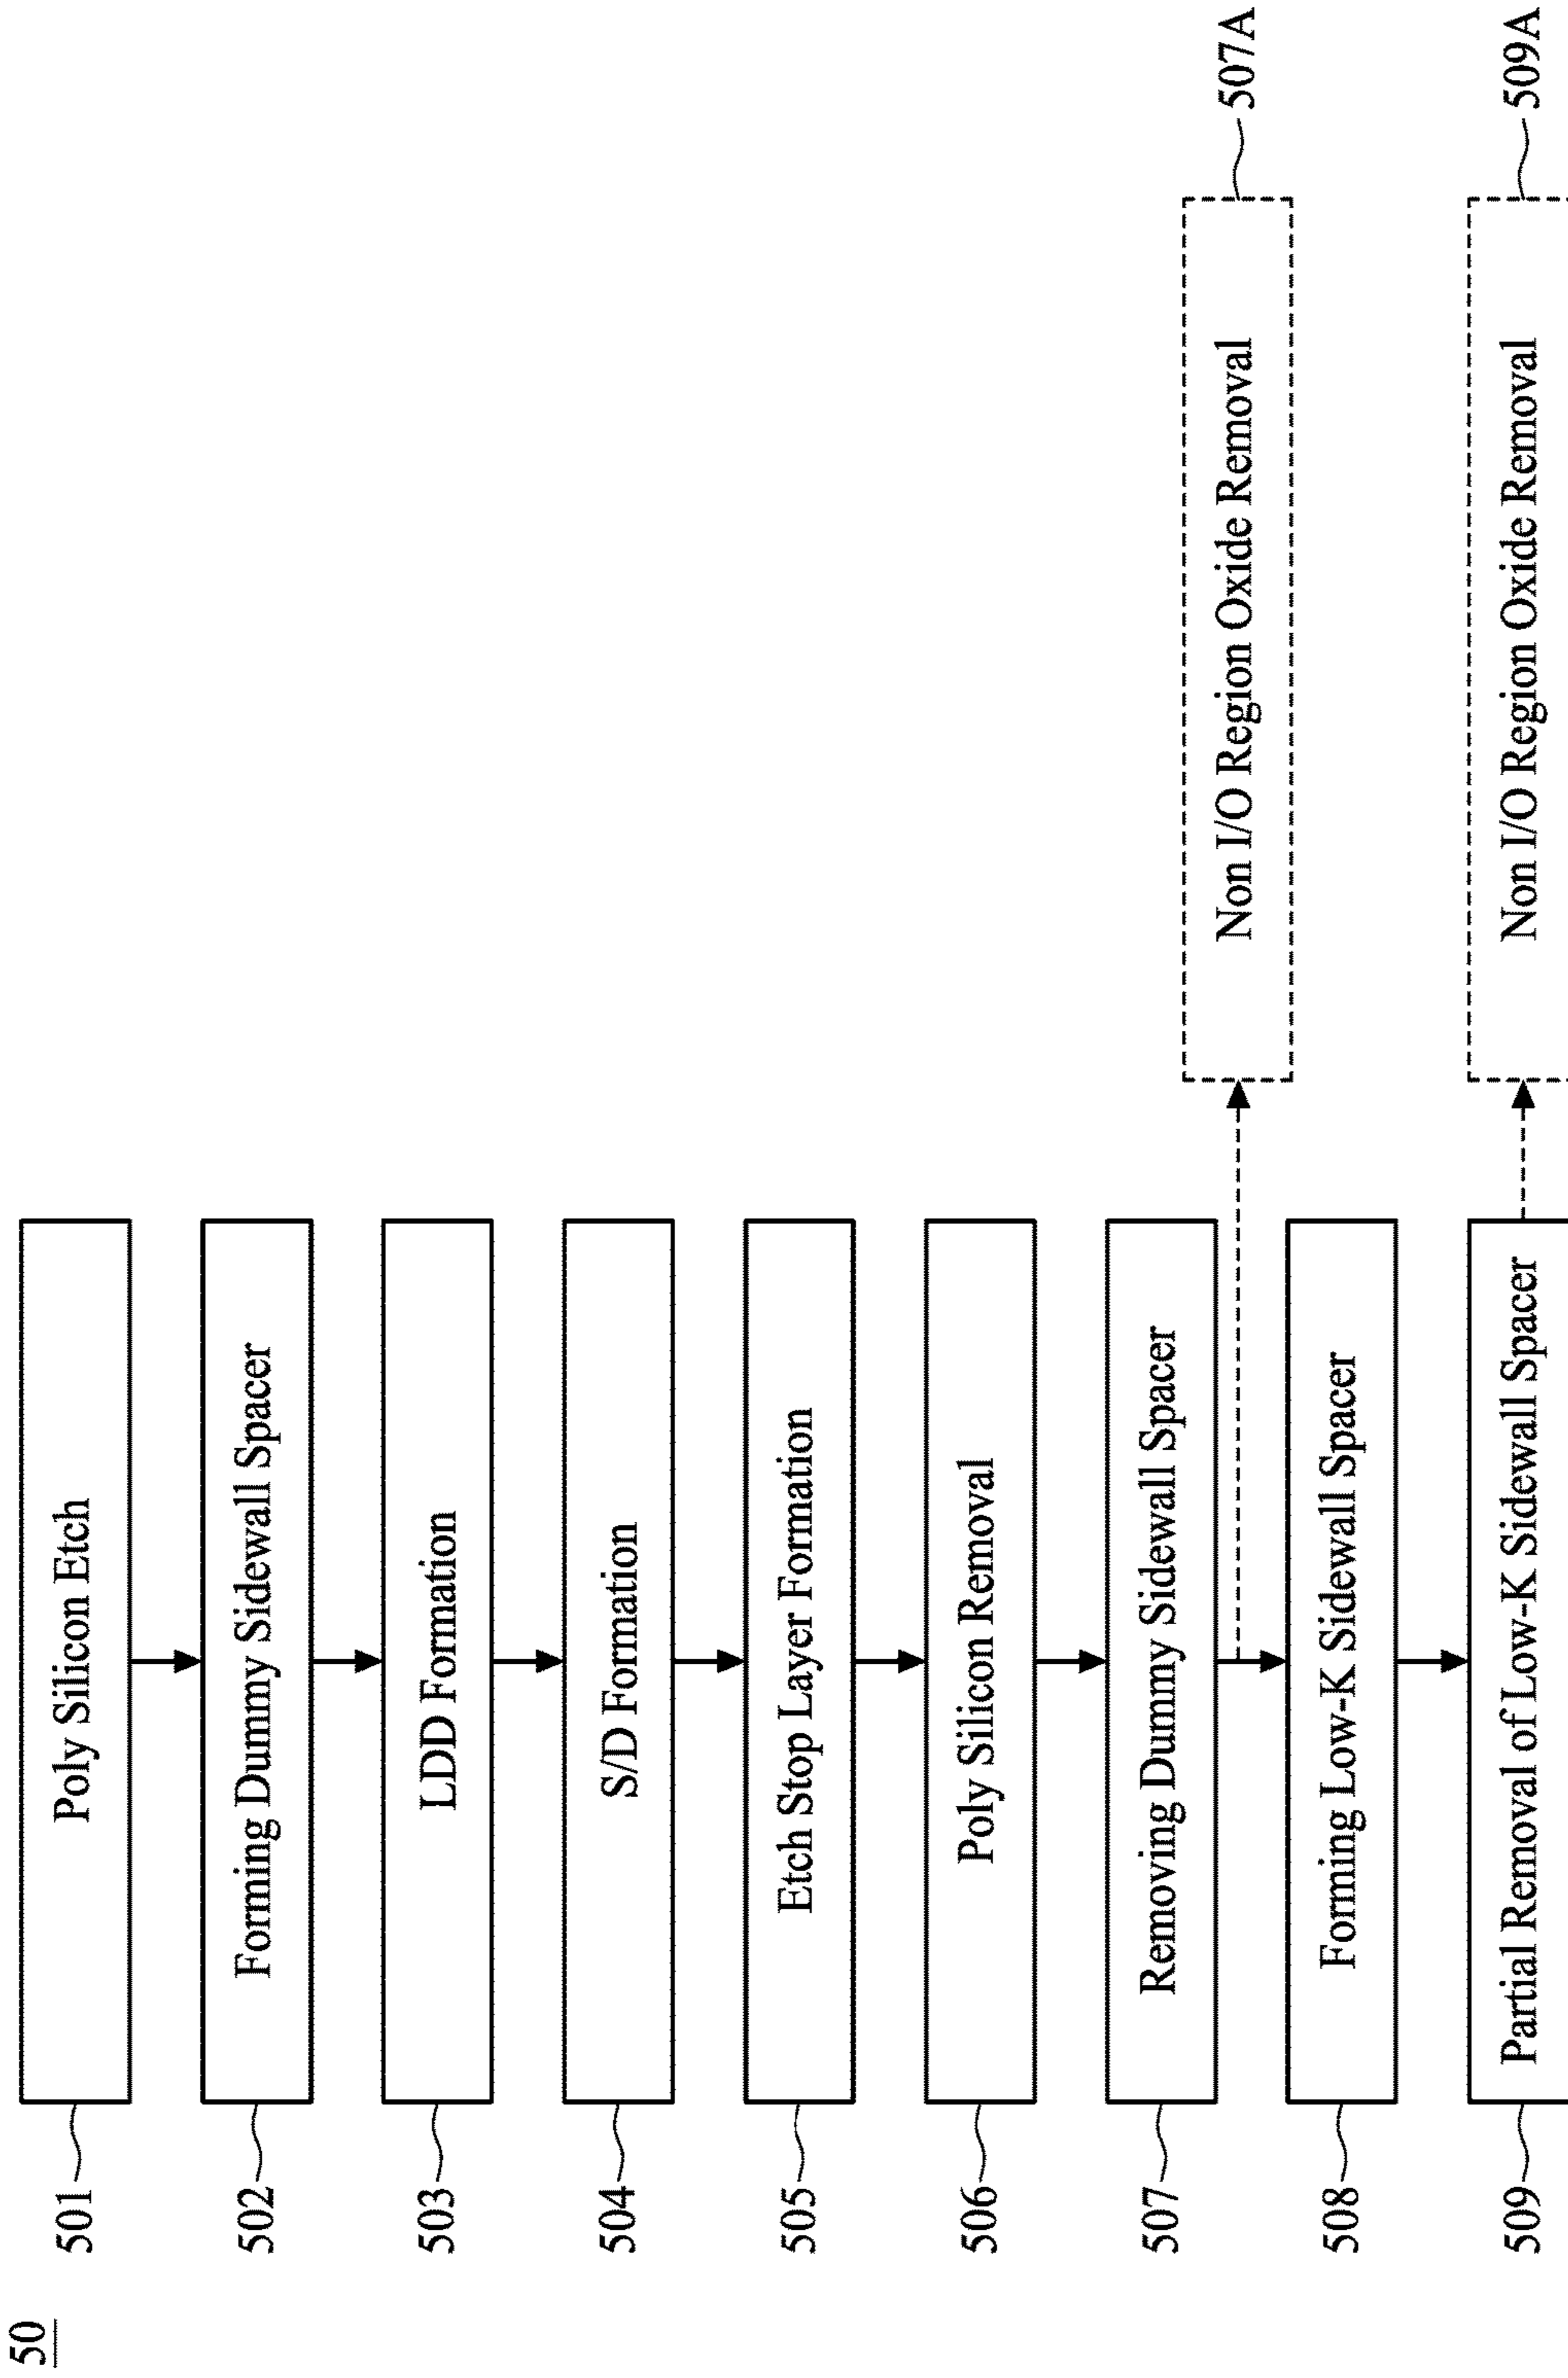 50
501
Poly Silicon Etch
502
Forming Dummy Sidewall Spacer
503
LDD Formation
504
S/D Formation
505
Etch Stop Layer Formation
506
Poly Silicon Removal
507
Removing Dummy Sidewall Spacer
Non I/O Region Oxide Removal
507A
508
Forming Low-K Sidewall Spacer
509
Partial Removal of Low-K Sidewall Spacer
Non I/O Region Oxide Removal
509A